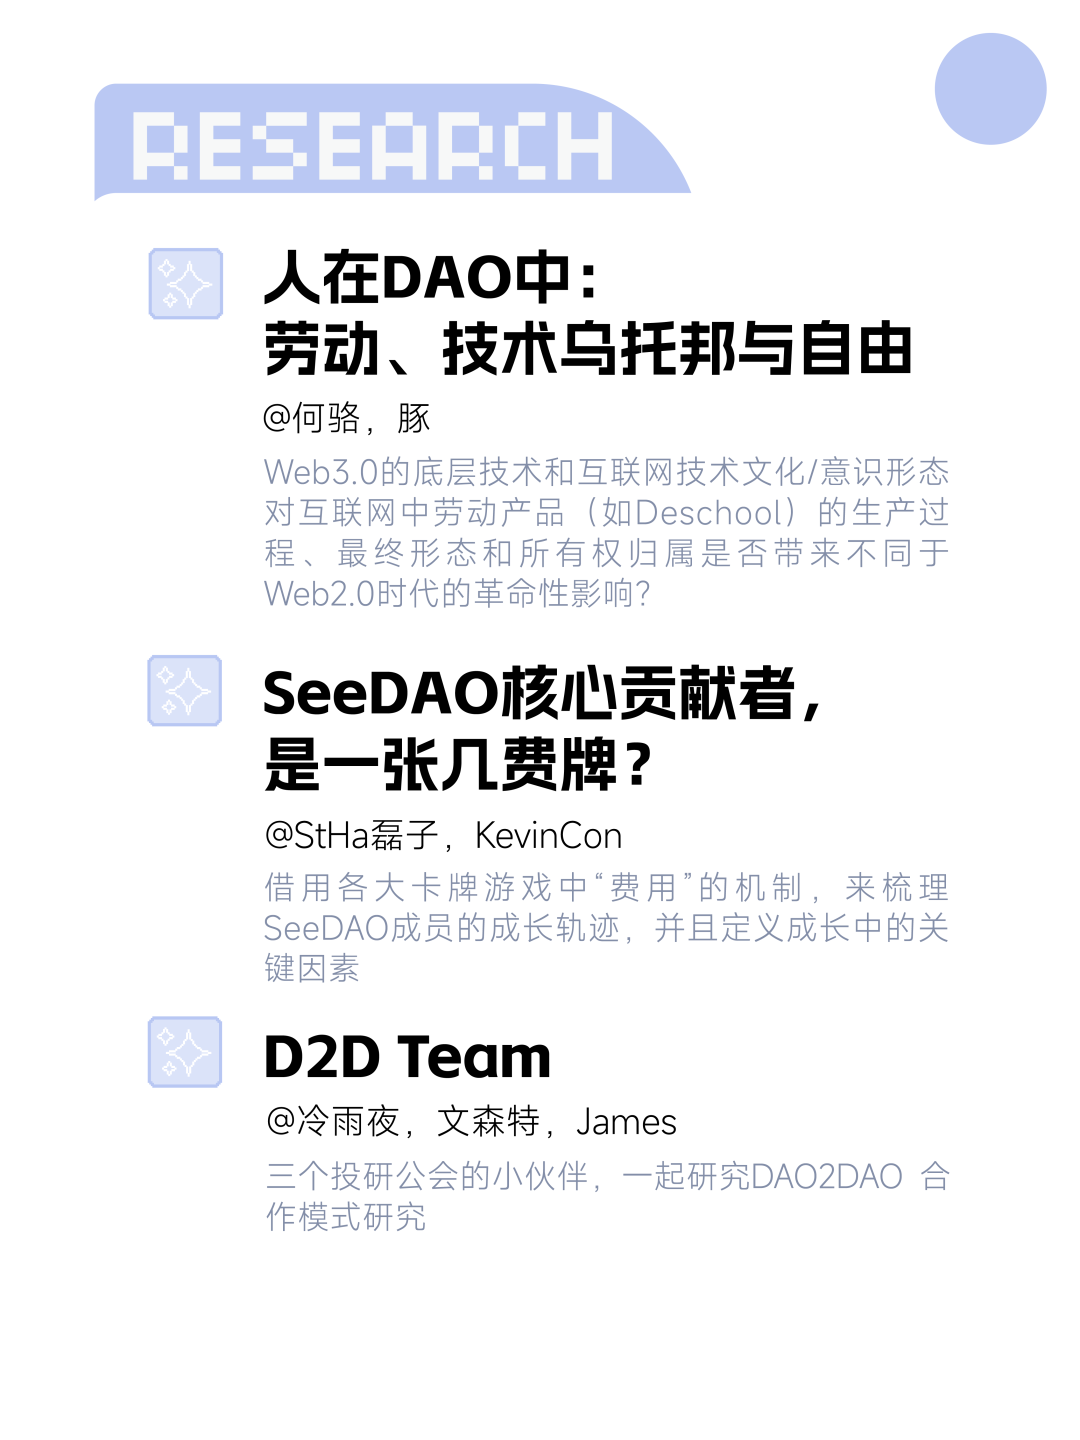 RESEARCH
人在DAO中：
劳动、技术乌托邦与自由
@何骆，豚
Web3.0的底层技术和互联网技术文化/意识形态
对互联网中劳动产品（如Deschool）的生产过
程、最终形态和所有权归属是否带来不同于
Web2.0时代的革命性影响？
SeeDAO核心贡献者，
是一张几费牌？
@StHa磊子，KevinCon
借用各大卡牌游戏中“费用”的机制，来梳理
SeeDAO成员的成长轨迹，并且定义成长中的关
键因素
D2D Team
@冷雨夜，文森特，James
三个投研公会的小伙伴，一起研究DAO2DAO 合
作模式研究